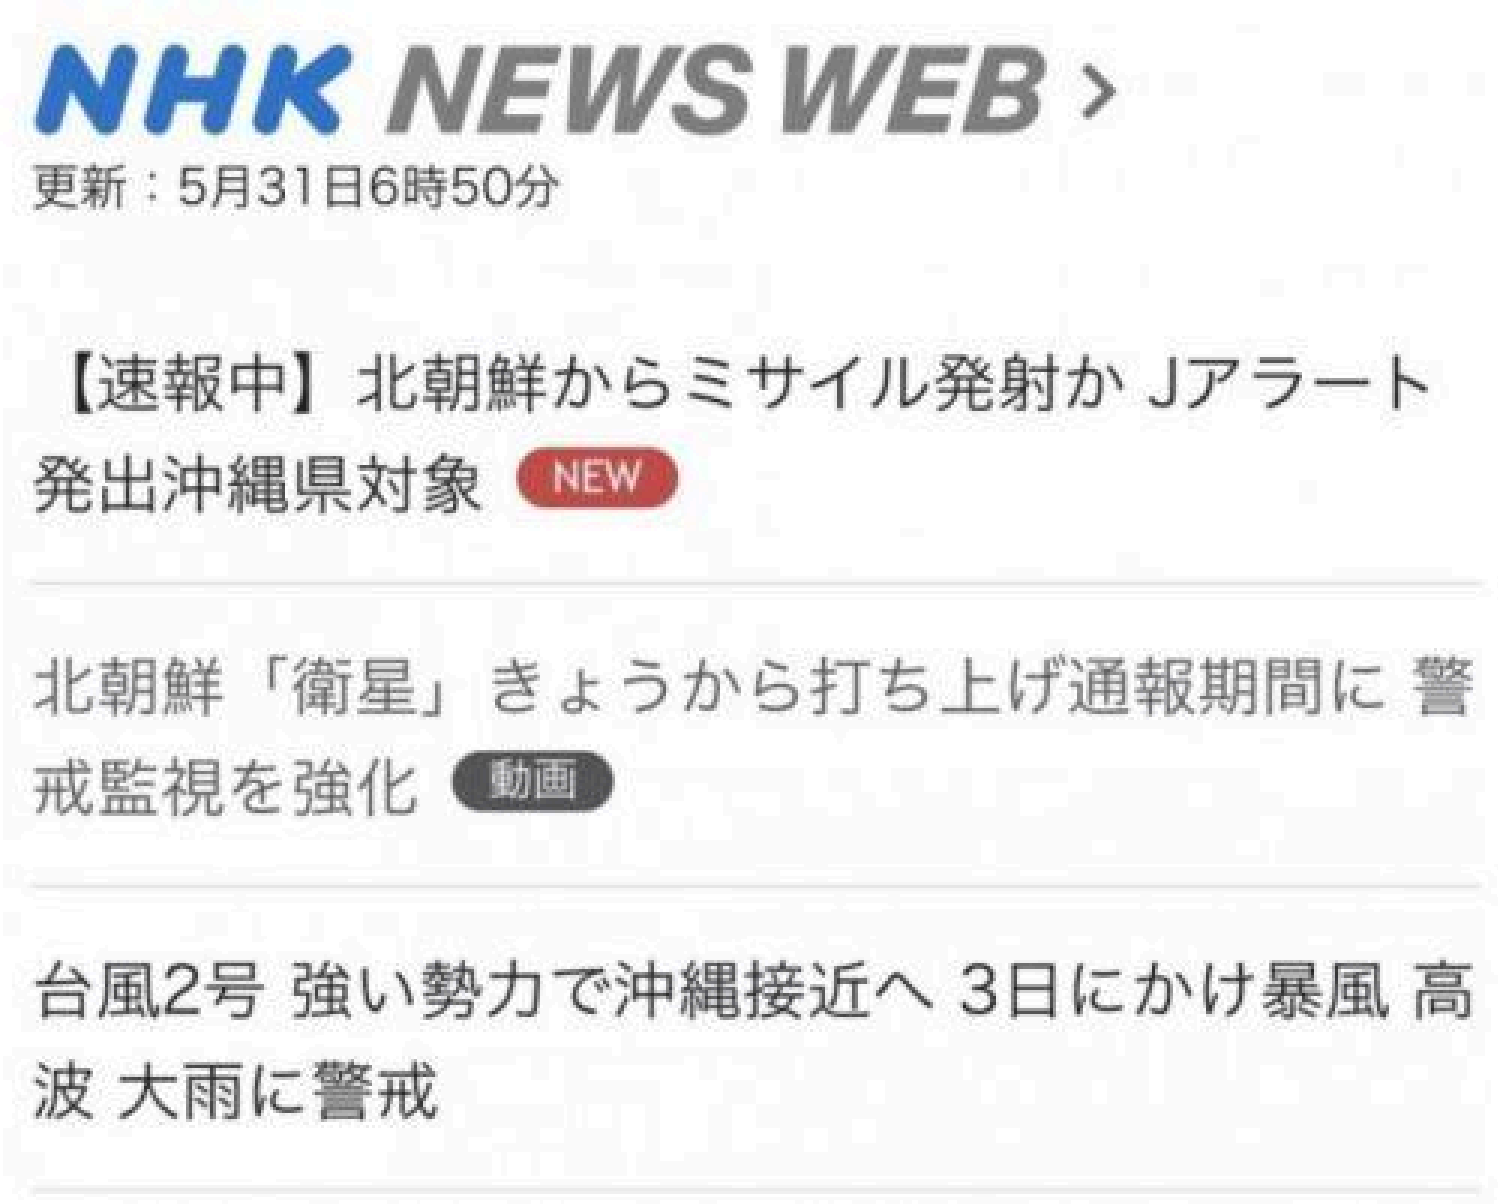 NHK NEWS WEB >
更新：5月31日6時50分
【速報中】北朝鮮からミサイル発射か Jアラート
発出沖縄県対象 NEW
北朝鮮「衛星」きょうから打ち上げ通報期間に 警
戒監視を強化 動画
台風2号 強い勢力で沖縄接近へ 3日にかけ暴風 高
波 大雨に警戒